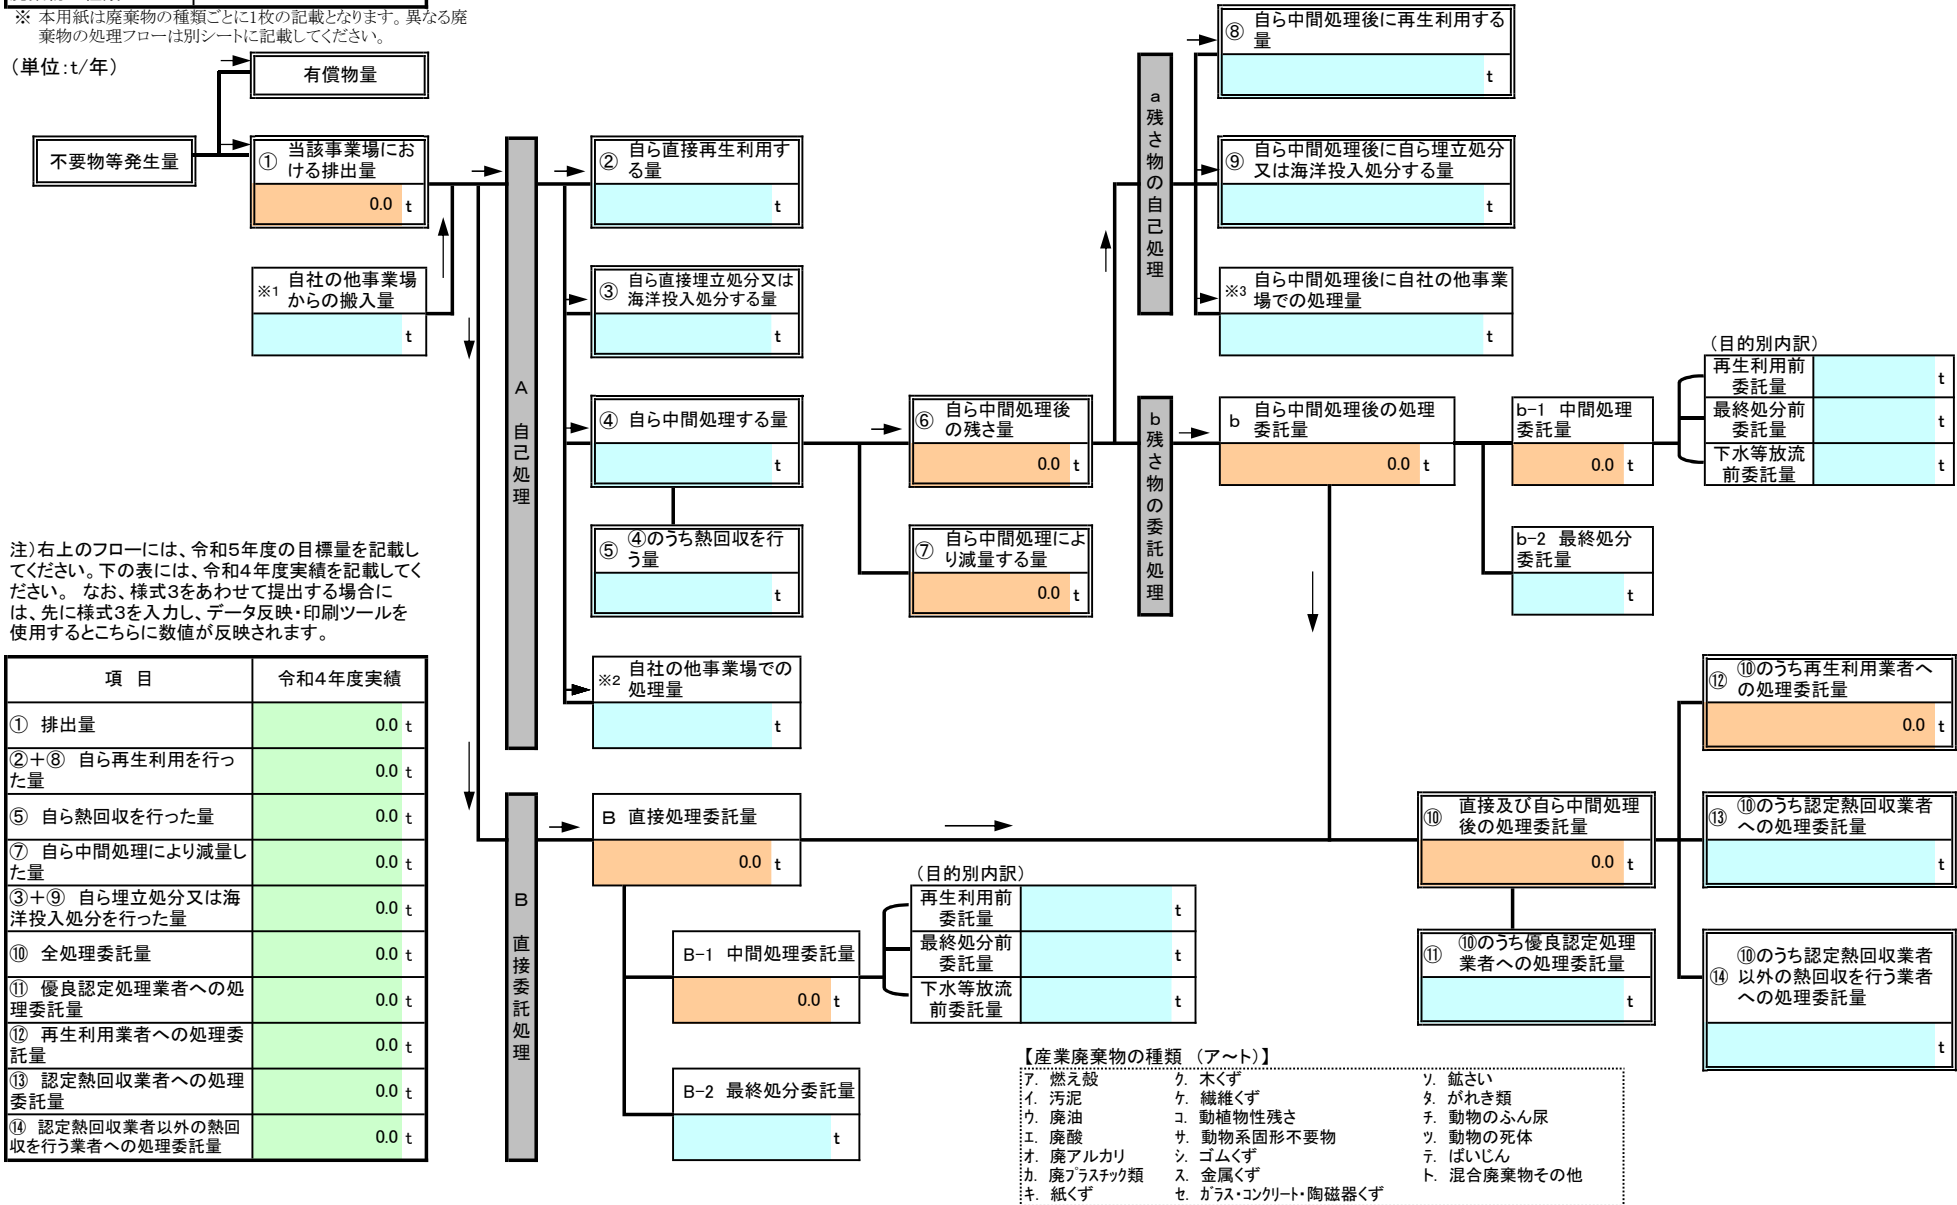 ※ 本用紙は廃棄物の種類ごとに1枚の記載となります。異なる廃
棄物の処理フローは別シートに記載してください。
（単位：t/年）
有償物量
不要物等発生量
① 当該事業場にお
ける排出量
0.0 t
※1 自社の他事業場
からの搬入量
t
A 自己処理
② 自ら直接再生利用す
る量
t
③ 自ら直接埋立処分又は
海洋投入処分する量
t
④ 自ら中間処理する量
t
⑤ ④のうち熱回収を行
う量
t
※2 自社の他事業場での
処理量
t
⑥ 自ら中間処理後
の残さ量
0.0 t
⑦ 自ら中間処理によ
り減量する量
0.0 t
a 残さ物の自己処理
⑧ 自ら中間処理後に再生利用する
量
t
⑨ 自ら中間処理後に自ら埋立処分
又は海洋投入処分する量
t
※3 自ら中間処理後に自社の他事業
場での処理量
t
b 残さ物の委託処理
b 自ら中間処理後の処理
委託量
0.0 t
b-1 中間処理
委託量
0.0 t
（目的別内訳）
再生利用前
委託量
t
最終処分前
委託量
t
下水等放流
前委託量
t
b-2 最終処分
委託量
t
注）右上のフローには、令和5年度の目標量を記載し
てください。下の表には、令和4年度実績を記載してく
ださい。 なお、様式3をあわせて提出する場合に
は、先に様式3を入力し、データ反映・印刷ツールを
使用するとこちらに数値が反映されます。
項 目 令和4年度実績
① 排出量 0.0 t
②＋⑧ 自ら再生利用を行っ
た量 0.0 t
⑤ 自ら熱回収を行った量 0.0 t
⑦ 自ら中間処理により減量し
た量 0.0 t
③＋⑨ 自ら埋立処分又は海
洋投入処分を行った量 0.0 t
⑩ 全処理委託量 0.0 t
⑪ 優良認定処理業者への処
理委託量 0.0 t
⑫ 再生利用業者への処理委
託量 0.0 t
⑬ 認定熱回収業者への処理
委託量 0.0 t
⑭ 認定熱回収業者以外の熱回
収を行う業者への処理委託量 0.0 t
B 直接委託処理
B 直接処理委託量
0.0 t
B-1 中間処理委託量
0.0 t
（目的別内訳）
再生利用前
委託量
t
最終処分前
委託量
t
下水等放流
前委託量
t
B-2 最終処分委託量
t
⑩ 直接及び自ら中間処理
後の処理委託量
0.0 t
⑪ ⑩のうち優良認定処理
業者への処理委託量
t
⑫ ⑩のうち再生利用業者へ
の処理委託量
0.0 t
⑬ ⑩のうち認定熱回収業者
への処理委託量
t
⑭ ⑩のうち認定熱回収業者
以外の熱回収を行う業者
への処理委託量
t
【産業廃棄物の種類 （ア～ト）】
ア. 燃え殻 ク. 木くず ソ. 鉱さい
イ. 汚泥 ケ. 繊維くず タ. がれき類
ウ. 廃油 コ. 動植物性残さ チ. 動物のふん尿
エ. 廃酸 サ. 動物系固形不要物 ツ. 動物の死体
オ. 廃アルカリ シ. ゴムくず テ. ばいじん
カ. 廃プラスチック類 ス. 金属くず ト. 混合廃棄物その他
キ. 紙くず セ. ガラス・コンクリート・陶磁器くず